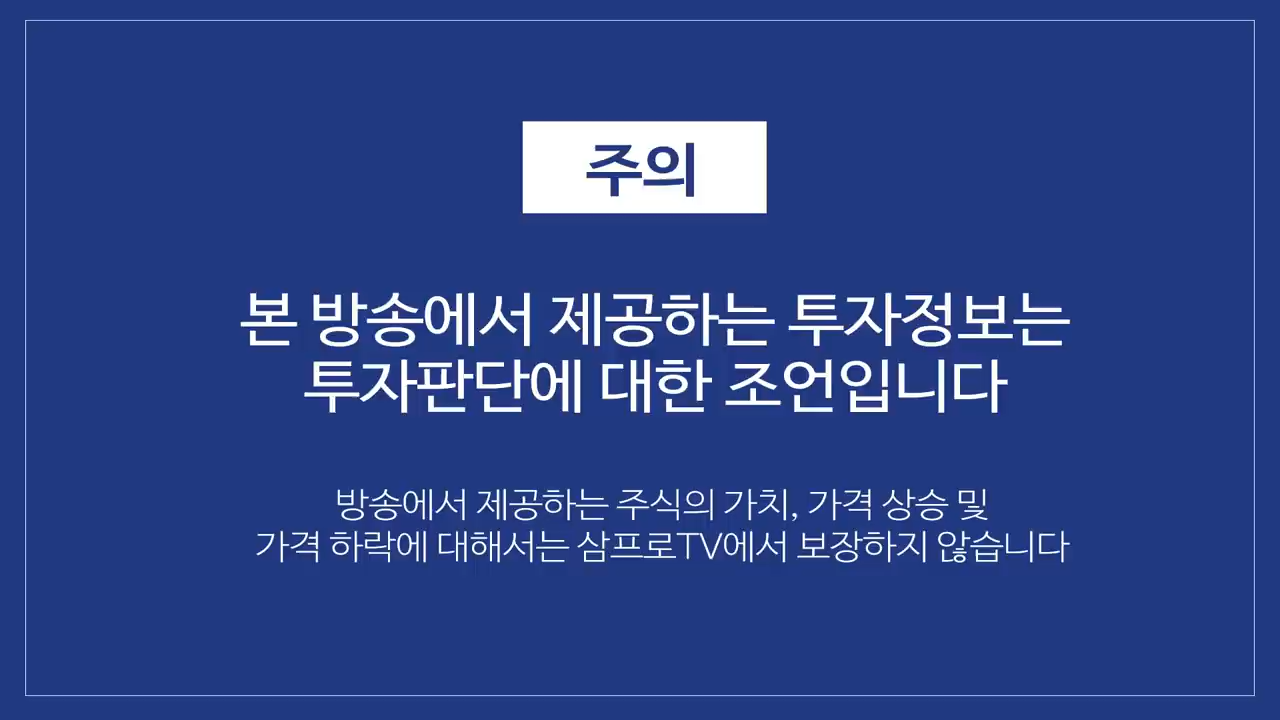 주의
본 방송에서 제공하는 투자정보는
투자판단에 대한 조언입니다
방송에서 제공하는 주식의 가치, 가격 상승 및
가격 하락에 대해서는 삼프로TV에서 보장하지 않습니다